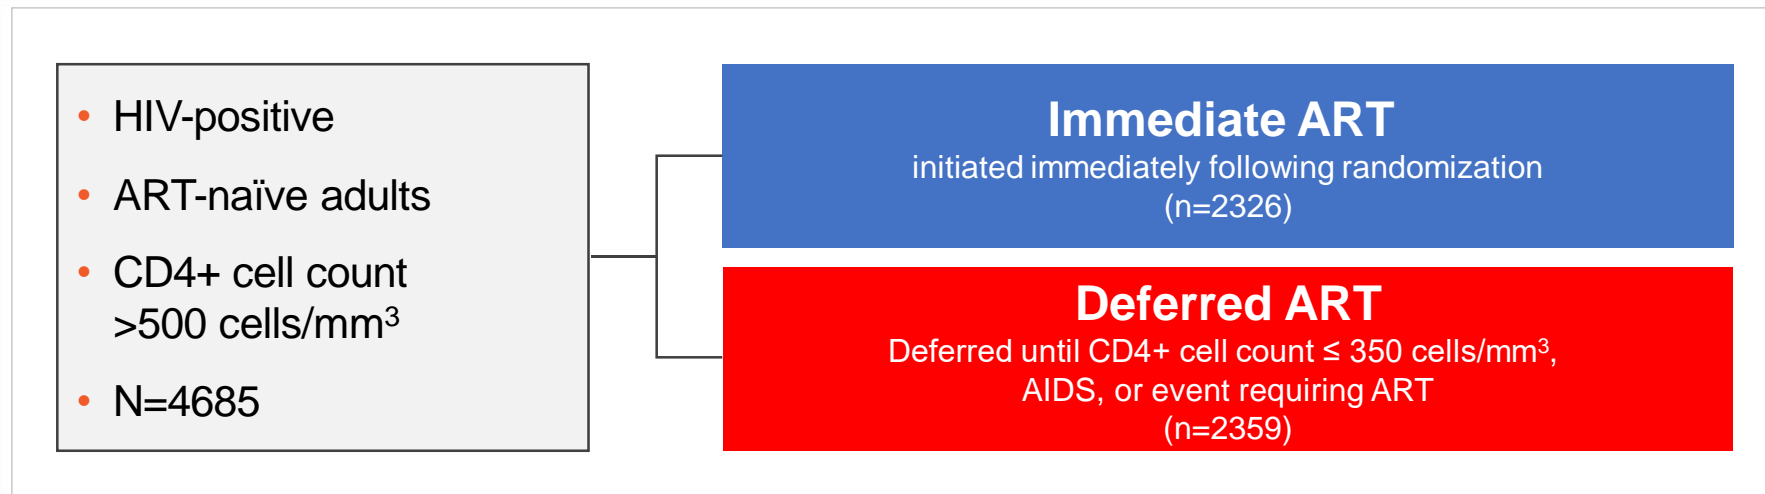 • HIV-positive
• ART-naïve adults
• CD4+ cell count
>500 cells/mm³
• N=4685
Immediate ART
initiated immediately following randomization
(n=2326)
Deferred ART
Deferred until CD4+ cell count ≤ 350 cells/mm³,
AIDS, or event requiring ART
(n=2359)